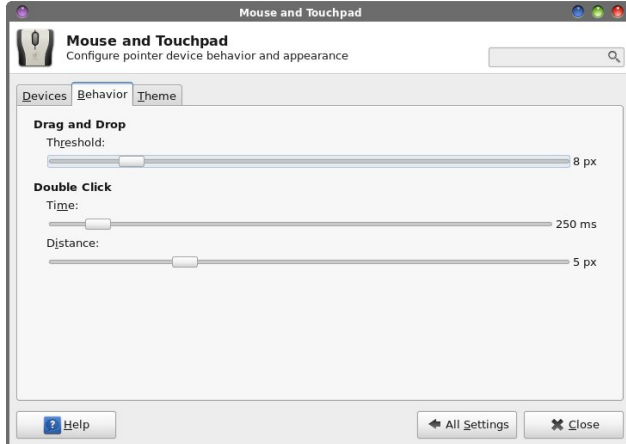 Mouse and Touchpad
Mouse and Touchpad
Configure pointer device behavior and appearance
Devices Behavior Theme
Drag and Drop
Threshold:
8 px
Double Click
Time:
250 ms
Distance:
5 px
? Help All Settings Close